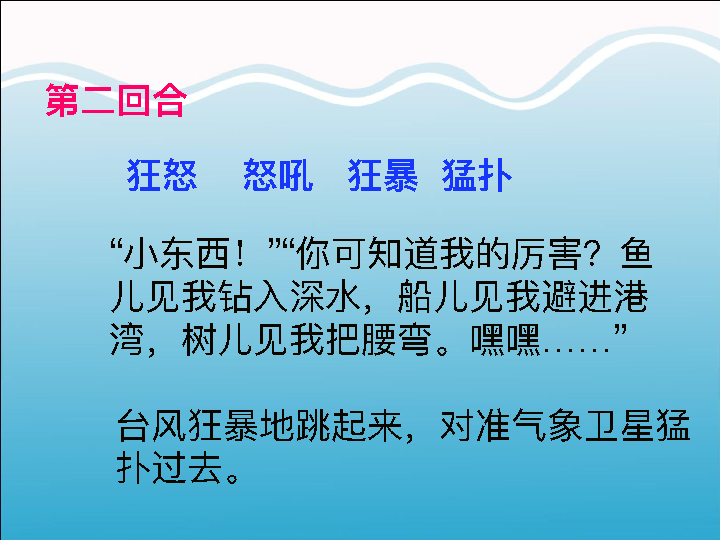 第二回合
狂怒 怒吼 狂暴 猛扑
“小东西！”“你可知道我的厉害？鱼
儿见我钻入深水，船儿见我避进港
湾，树儿见我把腰弯。嘿嘿……”
台风狂暴地跳起来，对准气象卫星猛
扑过去。